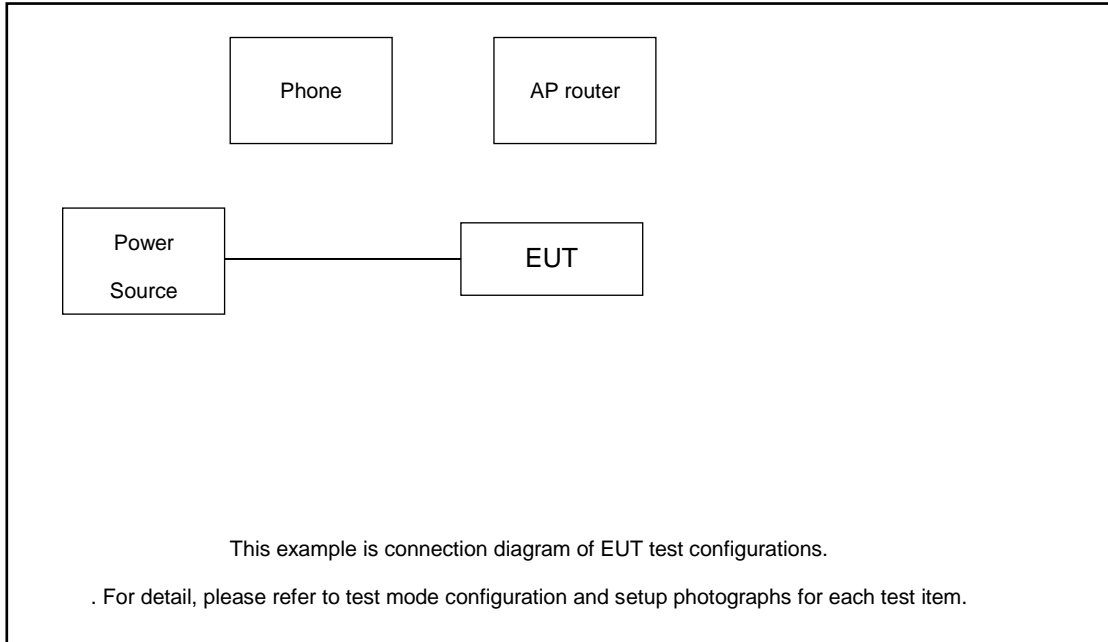 Phone
AP router
Power
Source
EUT
This example is connection diagram of EUT test configurations.
. For detail, please refer to test mode configuration and setup photographs for each test item.